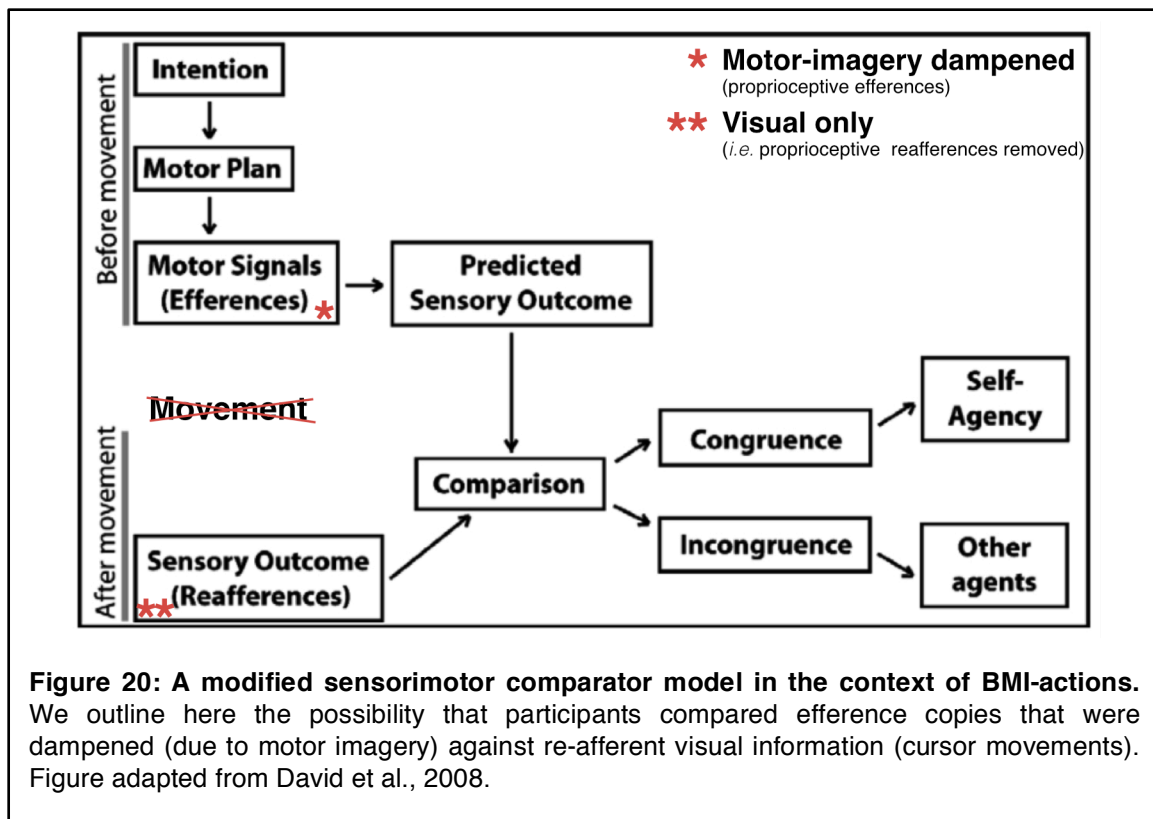 Before movement
Intention
Motor Plan
Motor Signals
(Efferences) *
Predicted
Sensory Outcome
* Motor-imagery dampened
(proprioceptive efferences)
** Visual only
(i.e. proprioceptive reafferences removed)
Movement
After movement
Sensory Outcome
** (Reafferences)
Comparison
Congruence
Incongruence
Self-
Agency
Other
agents
Figure 20: A modified sensorimotor comparator model in the context of BMI-actions.
We outline here the possibility that participants compared efference copies that were
dampened (due to motor imagery) against re-afferent visual information (cursor movements).
Figure adapted from David et al., 2008.